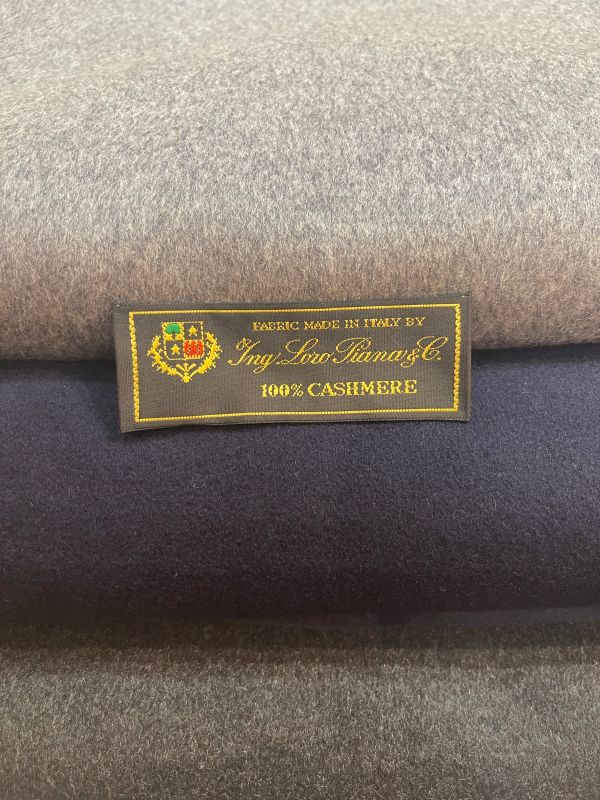 FABRIC MADE IN ITALY BY
Ing. Loro Piana & C.
100% CASHMERE